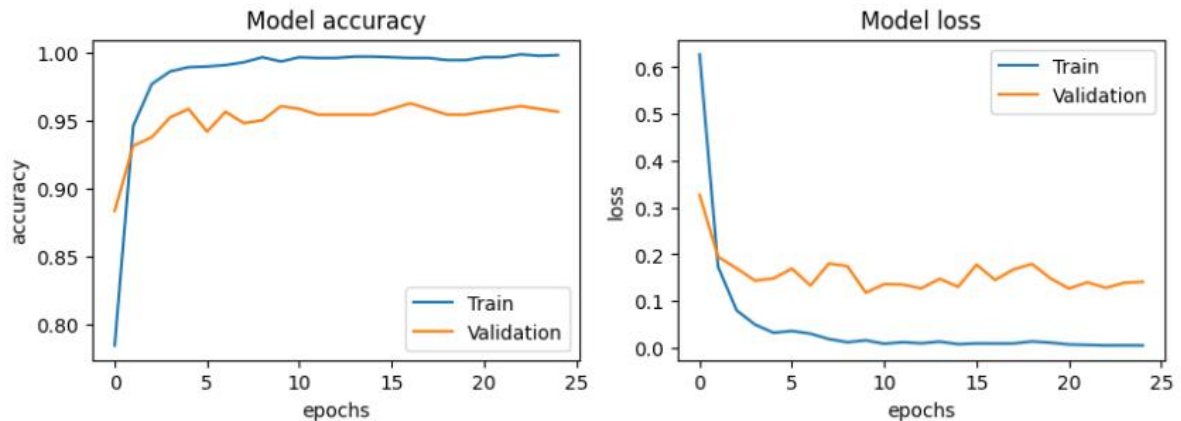 Model accuracy
1.00
0.95
0.90
0.85
0.80
accuracy
Train
Validation
0 5 10 15 20 25
epochs
Model loss
0.6
0.5
0.4
0.3
0.2
0.1
0.0
loss
Train
Validation
0 5 10 15 20 25
epochs